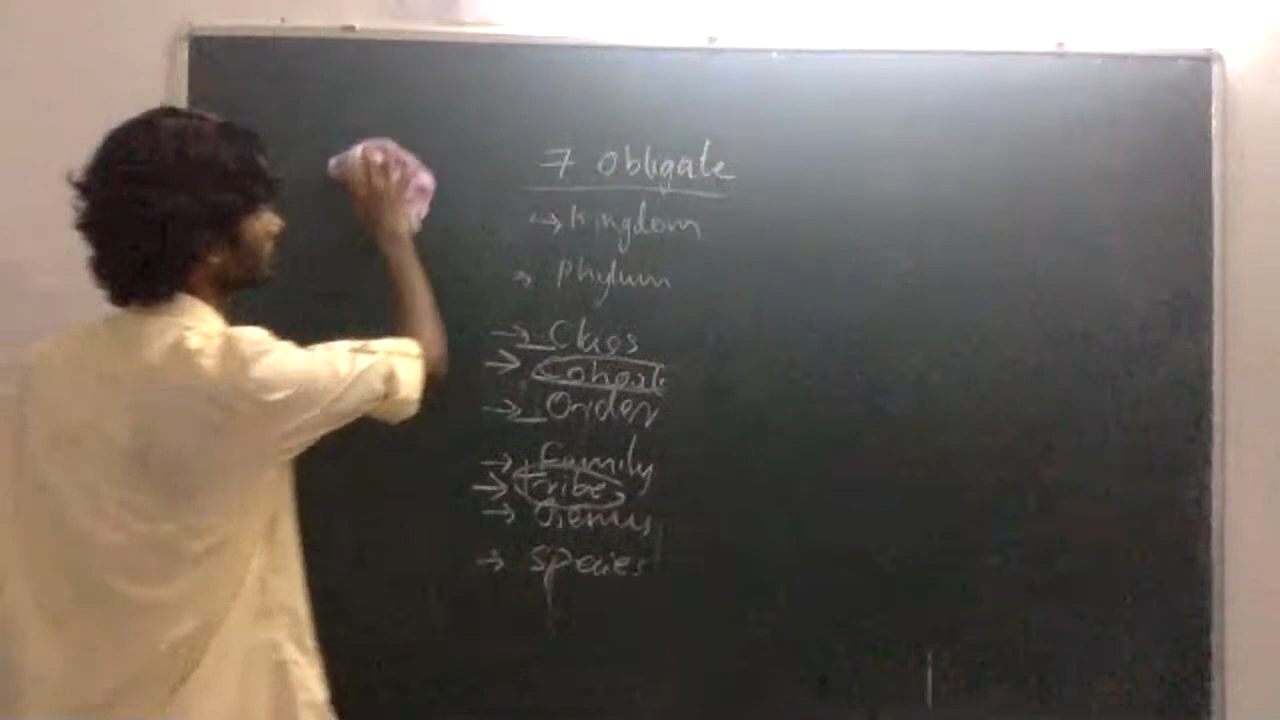 7 Obligate
→ Kingdom
→ Phylum
→ Class
→ Cohort
→ Order
→ Family
→ Tribe
→ Genus
→ Species